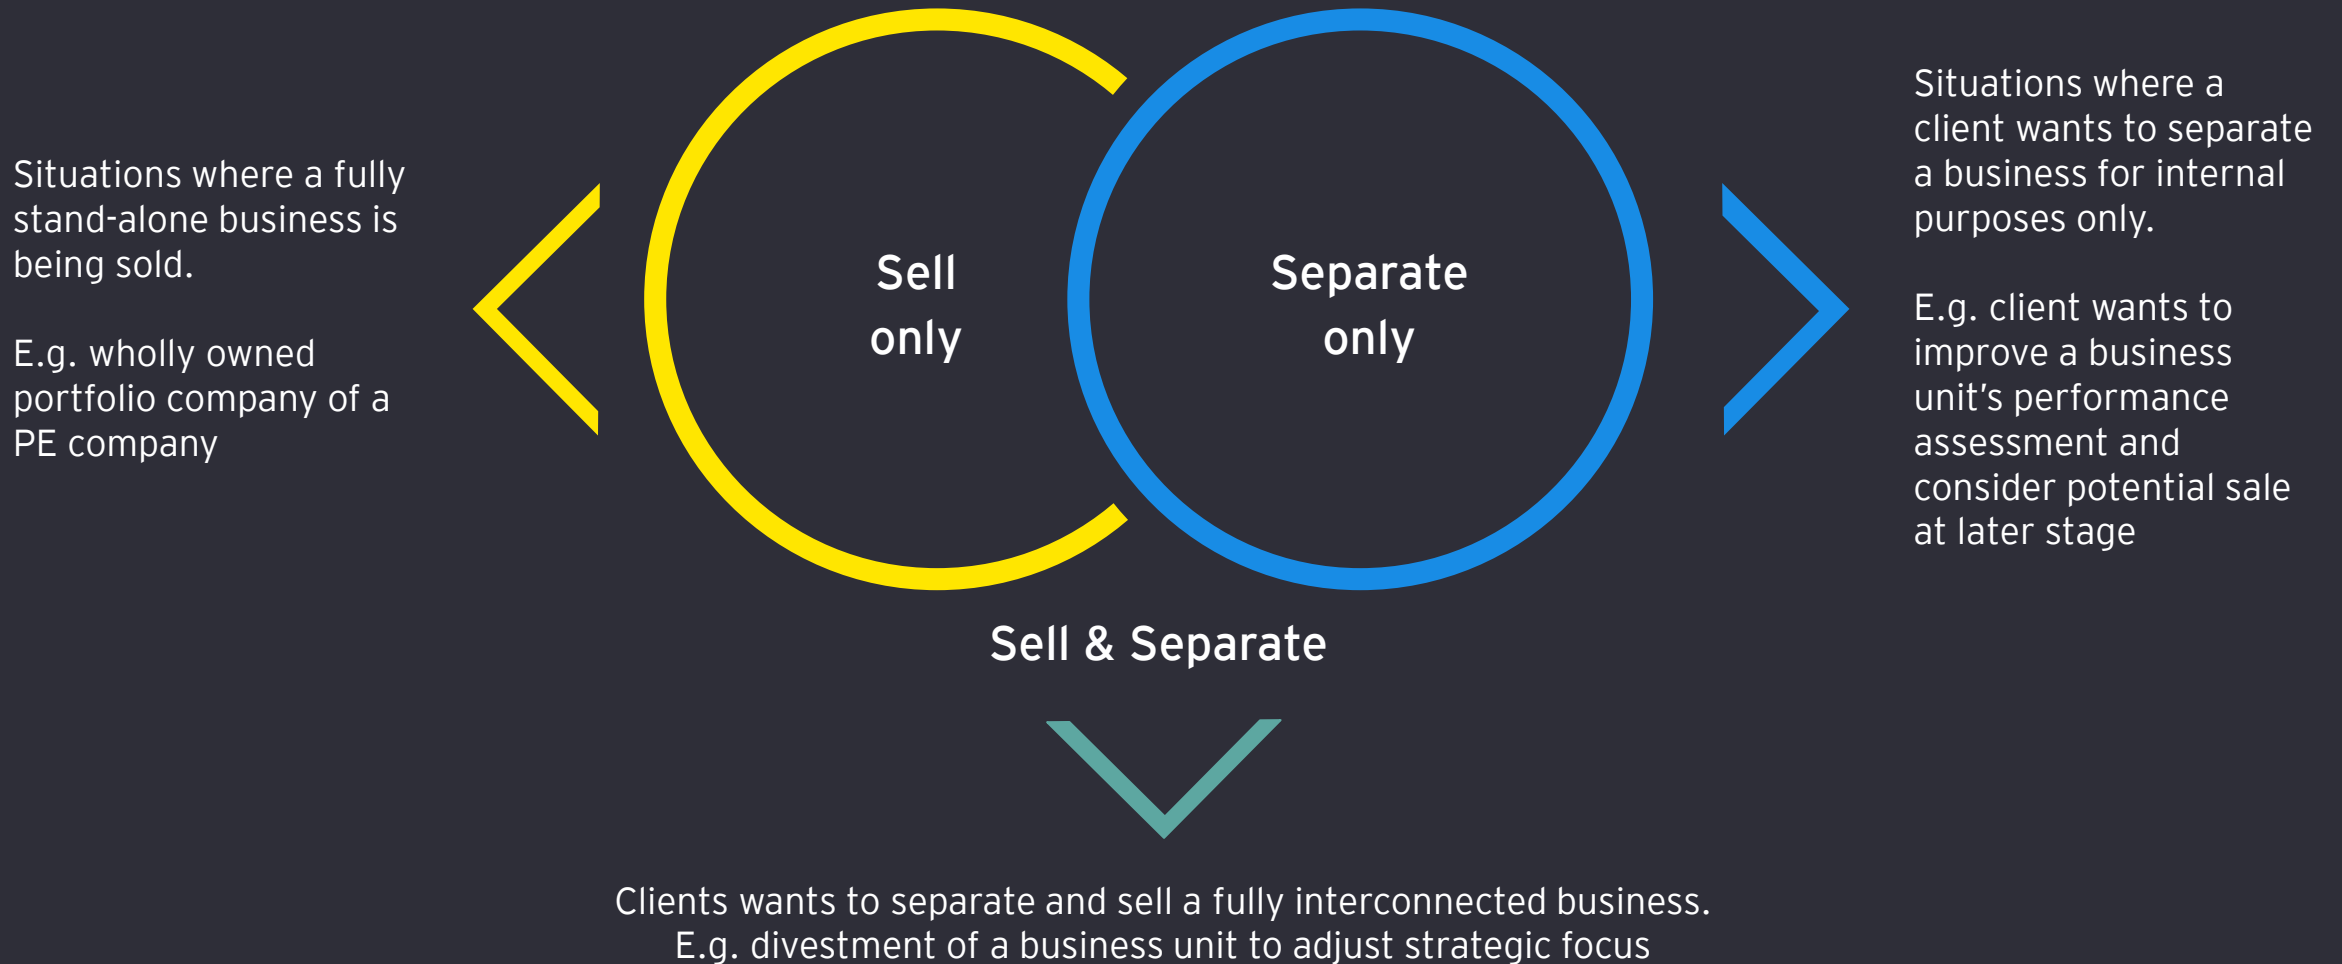 Situations where a fully
stand-alone business is
being sold.
E.g. wholly owned
portfolio company of a
PE company
Sell
only
Separate
only
Situations where a
client wants to separate
a business for internal
purposes only.
E.g. client wants to
improve a business
unit's performance
assessment and
consider potential sale
at later stage
Sell & Separate
Clients wants to separate and sell a fully interconnected business.
E.g. divestment of a business unit to adjust strategic focus